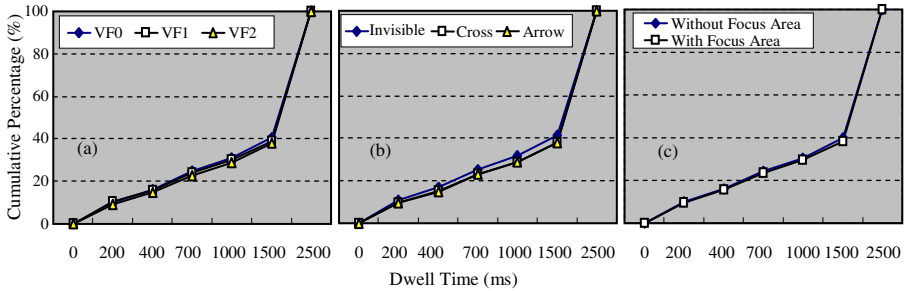 Cumulative Percentage (%)
100
80
60
40
20
0
VF0 VF1 VF2
(a)
0 200 400 700 1000 1500 2500
Invisible Cross Arrow
(b)
0 200 400 700 1000 1500 2500
Without Focus Area
With Focus Area
(c)
0 200 400 700 1000 1500 2500
Dwell Time (ms)